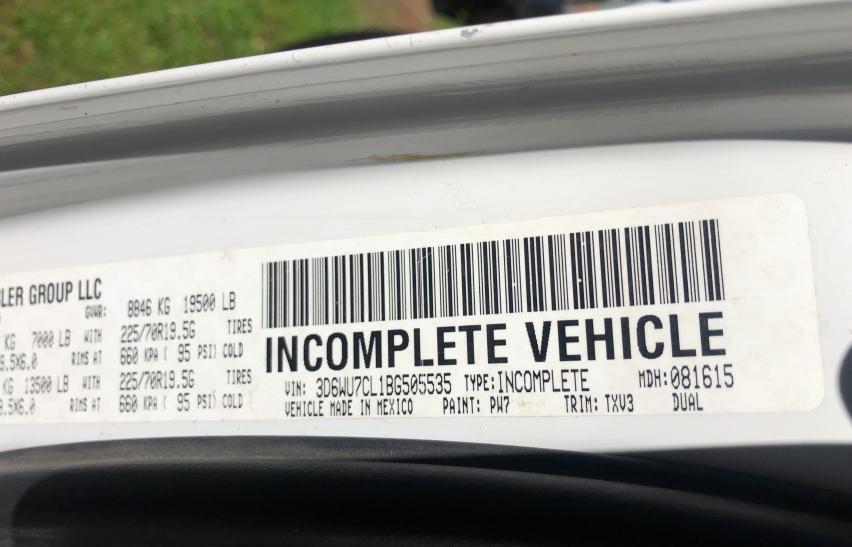 SLER GROUP LLC
GVWR: 8846 KG 19500 LB
KG 7000 LB WITH 225/70R19.5G TIRES
9.5X6.0 RIMS AT 660 KPA ( 95 PSI) COLD
KG 13500 LB WITH 225/70R19.5G TIRES
9.5X6.0 RIMS AT 660 KPA ( 95 PSI) COLD
INCOMPLETE VEHICLE
VIN: 3D6WU7CL1BG505535 TYPE: INCOMPLETE MDH: 081615
VEHICLE MADE IN MEXICO PAINT: PW7 TRIM: TXV3 DUAL